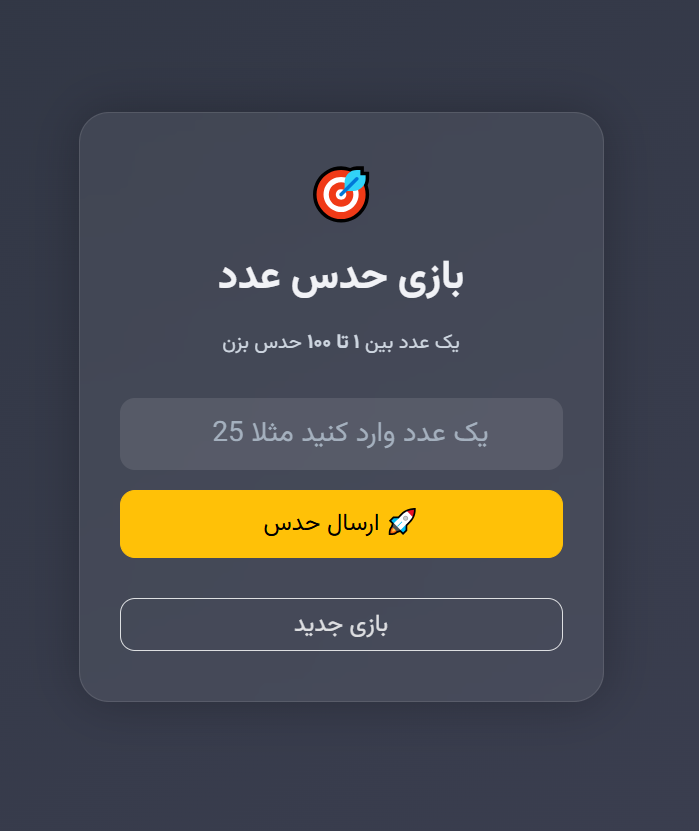 بازی حدس عدد
یک عدد بین ۱ تا ۱۰۰ حدس بزن
یک عدد وارد کنید مثلا 25
🚀 ارسال حدس
بازی جدید